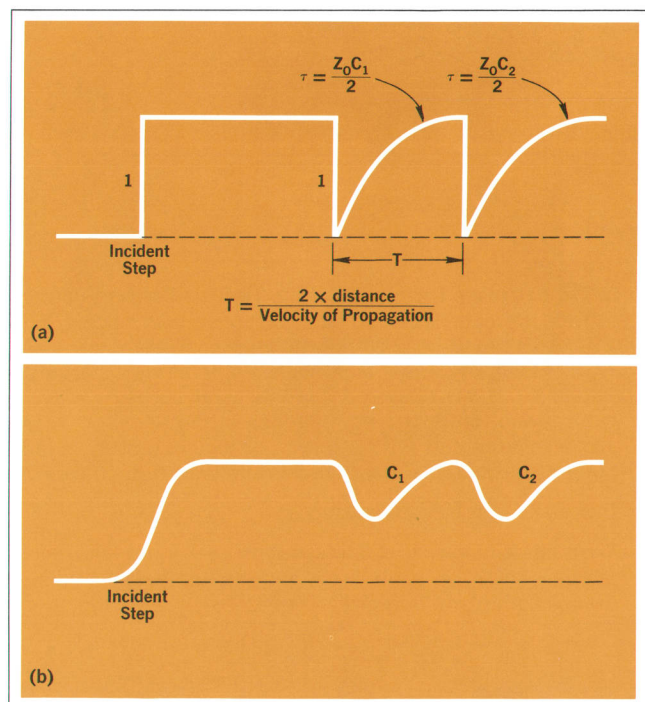 τ = Z₀C₁ / 2
τ = Z₀C₂ / 2
1
1
Incident
Step
T
T = 2 × distance / Velocity of Propagation
(a)
C₁
C₂
Incident
Step
(b)